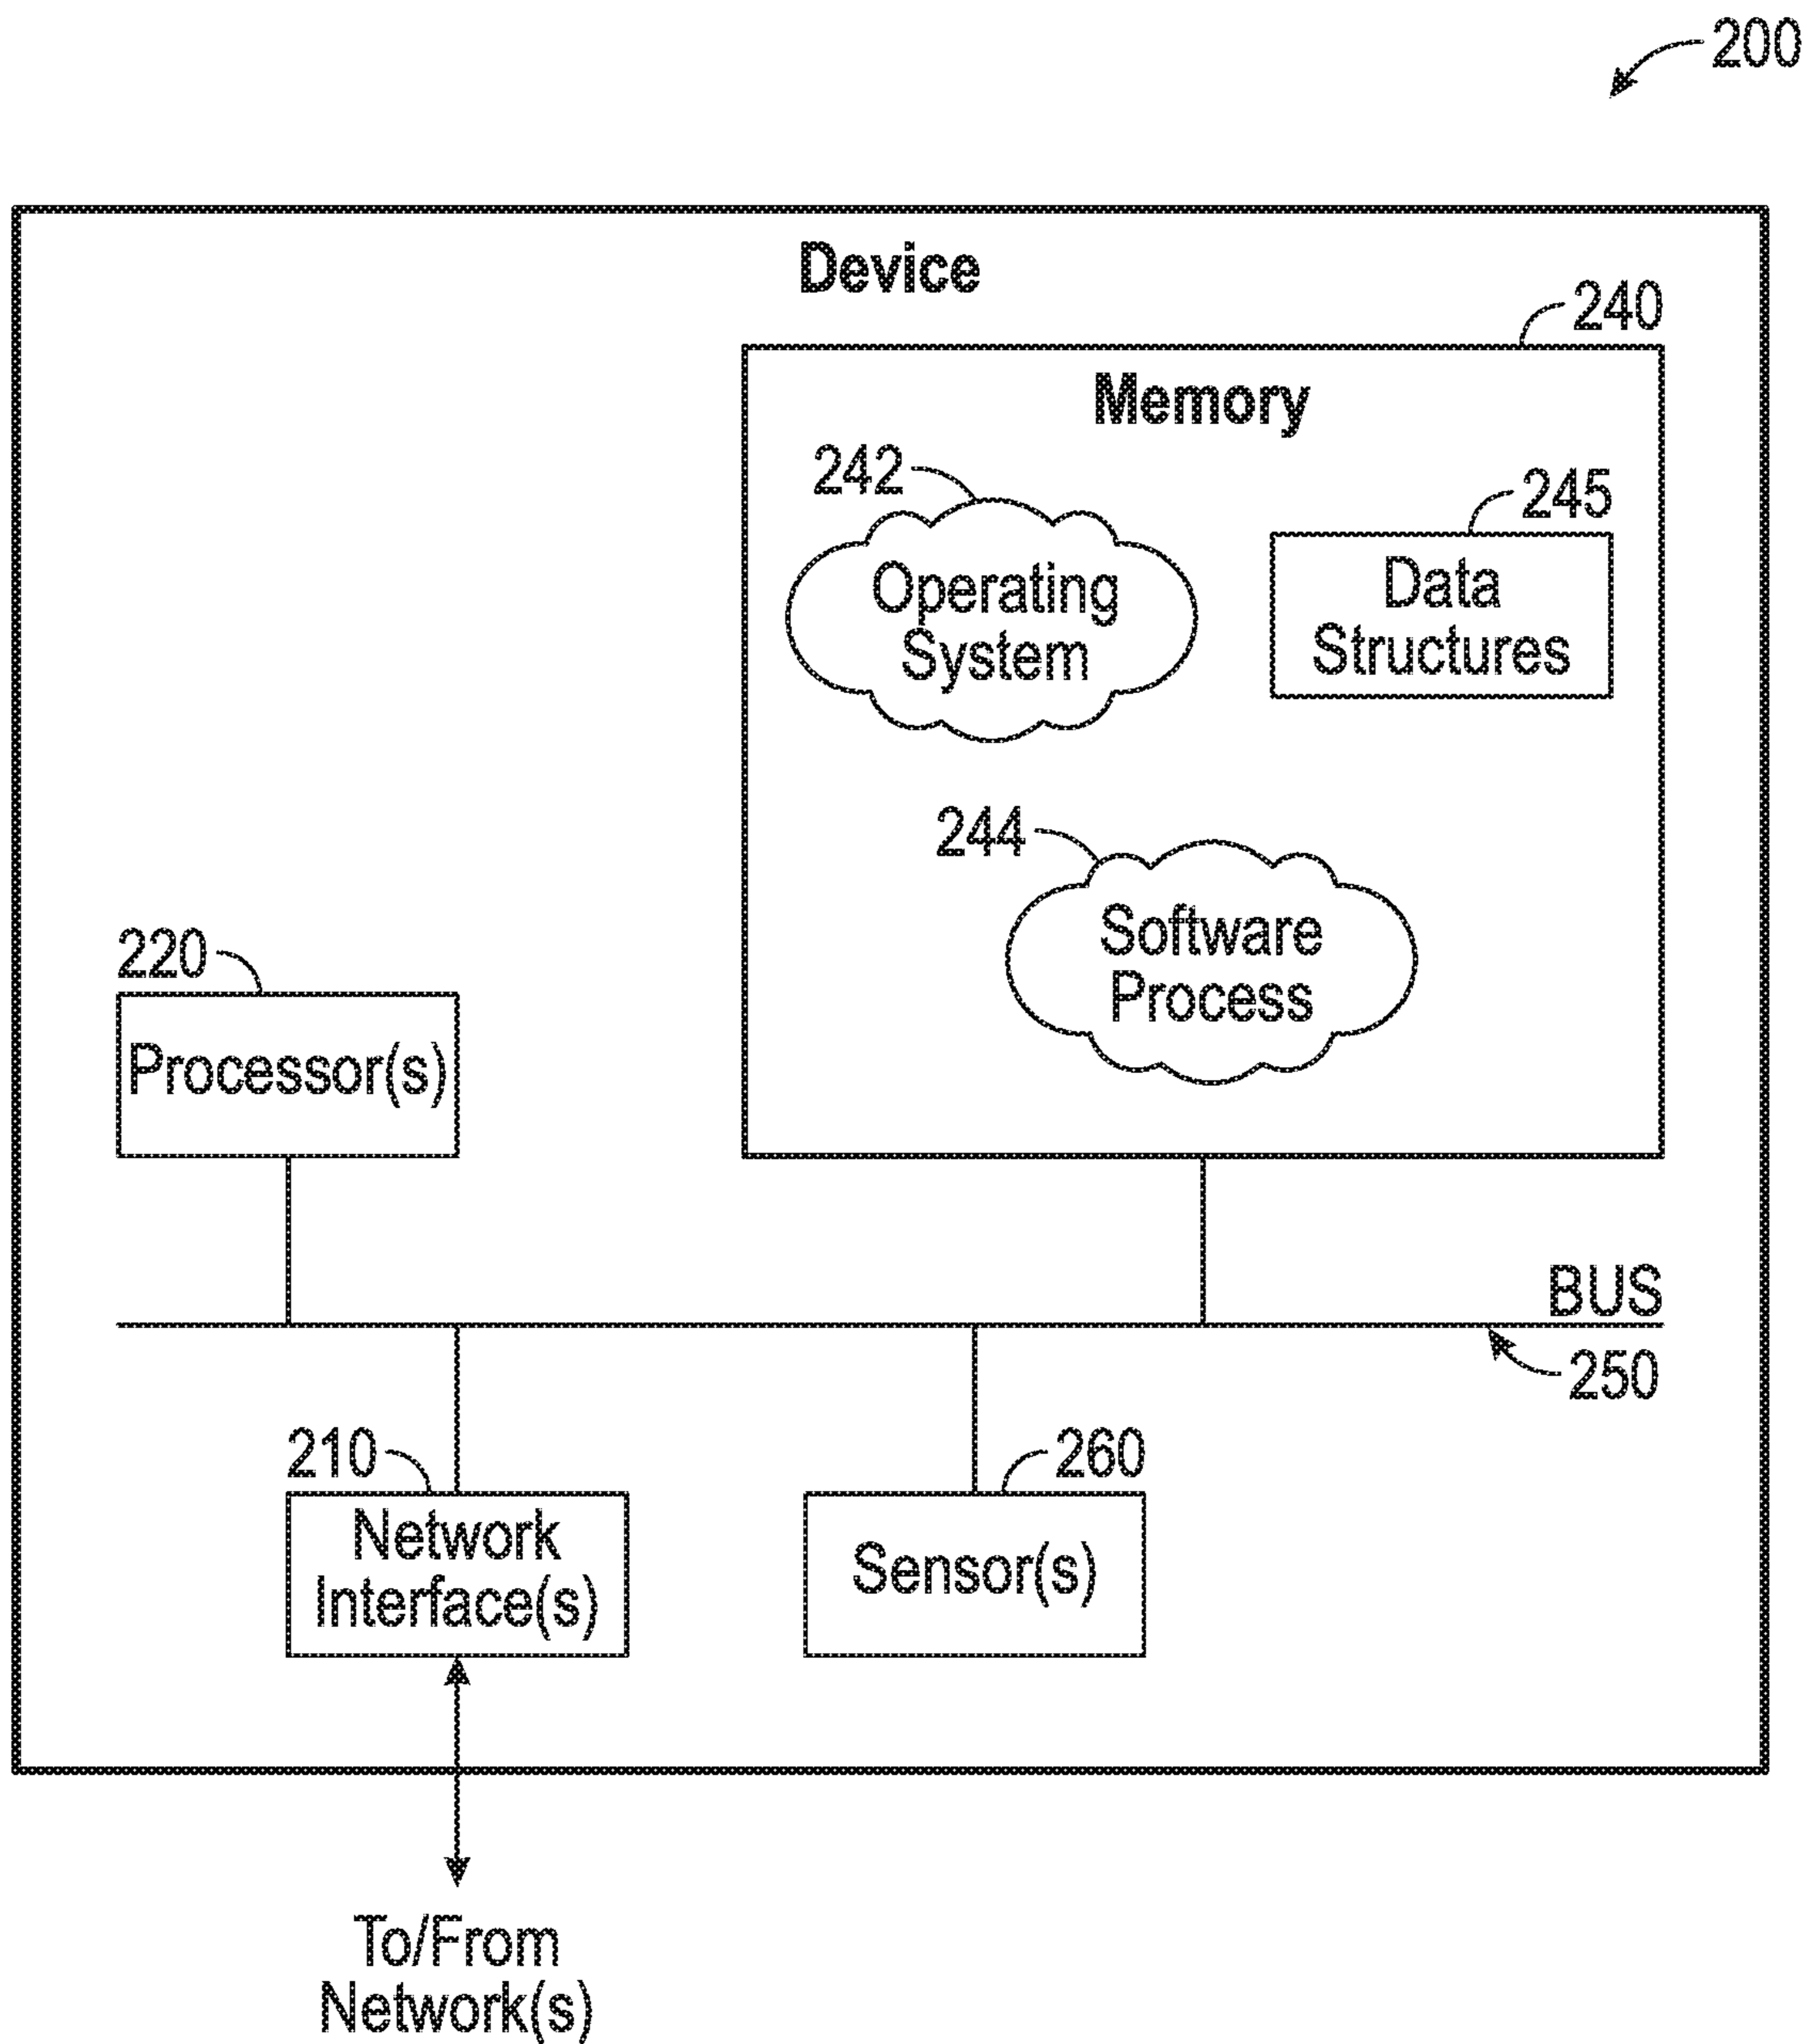 200
Device
240
Memory
242
245
Operating
System
Data
Structures
244
Software
Process
220
Processor(s)
BUS
250
210
260
Network
Interface(s)
Sensor(s)
To/From
Network(s)